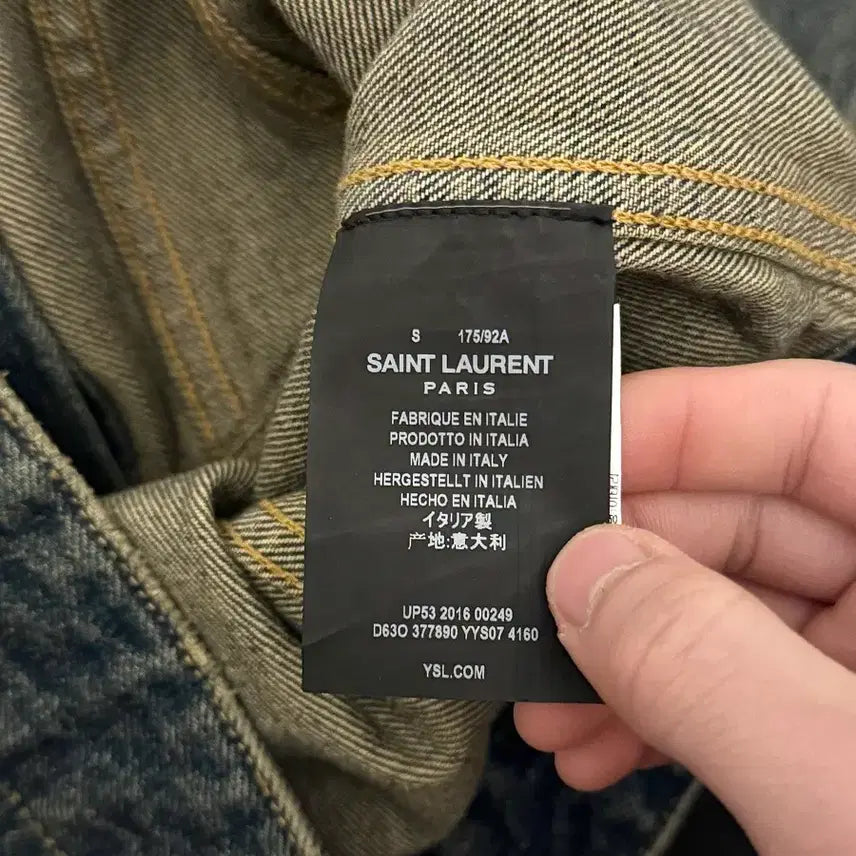 S 175/92A
SAINT LAURENT
PARIS
FABRIQUE EN ITALIE
PRODOTTO IN ITALIA
MADE IN ITALY
HERGESTELLT IN ITALIEN
HECHO EN ITALIA
イタリア製
产地:意大利
UP53 2016 00249
D63O 377890 YYS07 4160
YSL.COM